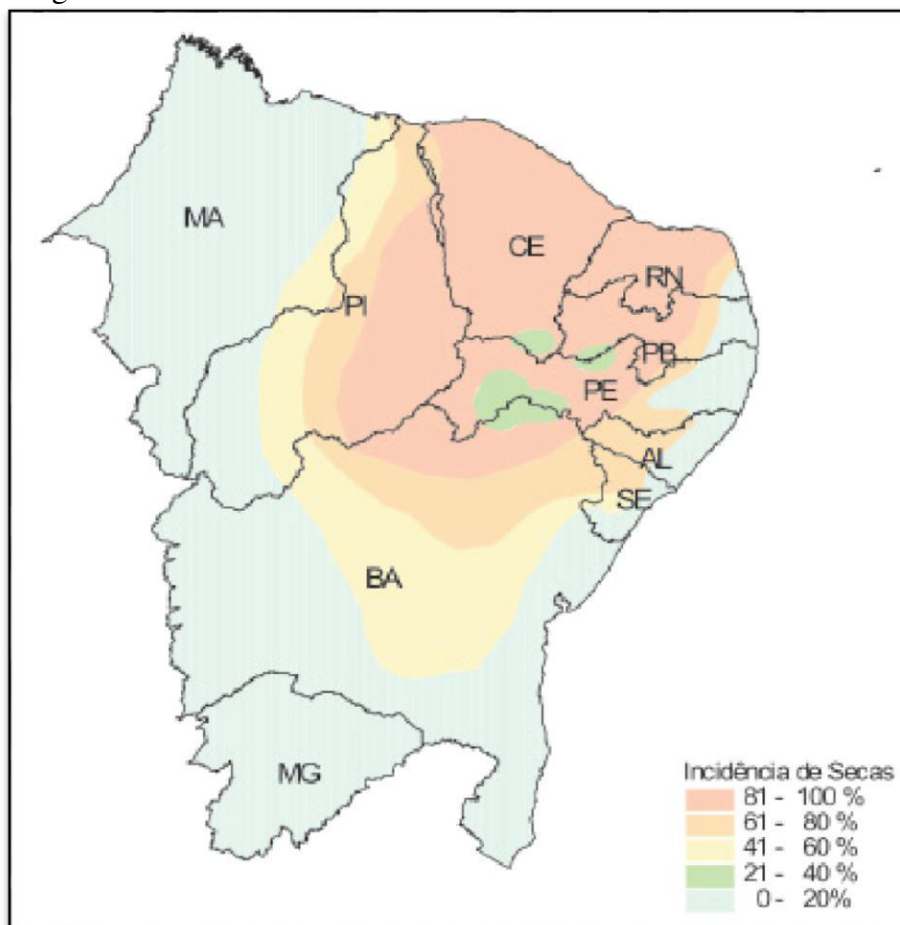 MA
CE
RN
PI
PB
PE
AL
SE
BA
MG
Incidência de Secas
81 - 100 %
61 - 80 %
41 - 60 %
21 - 40 %
0 - 20%